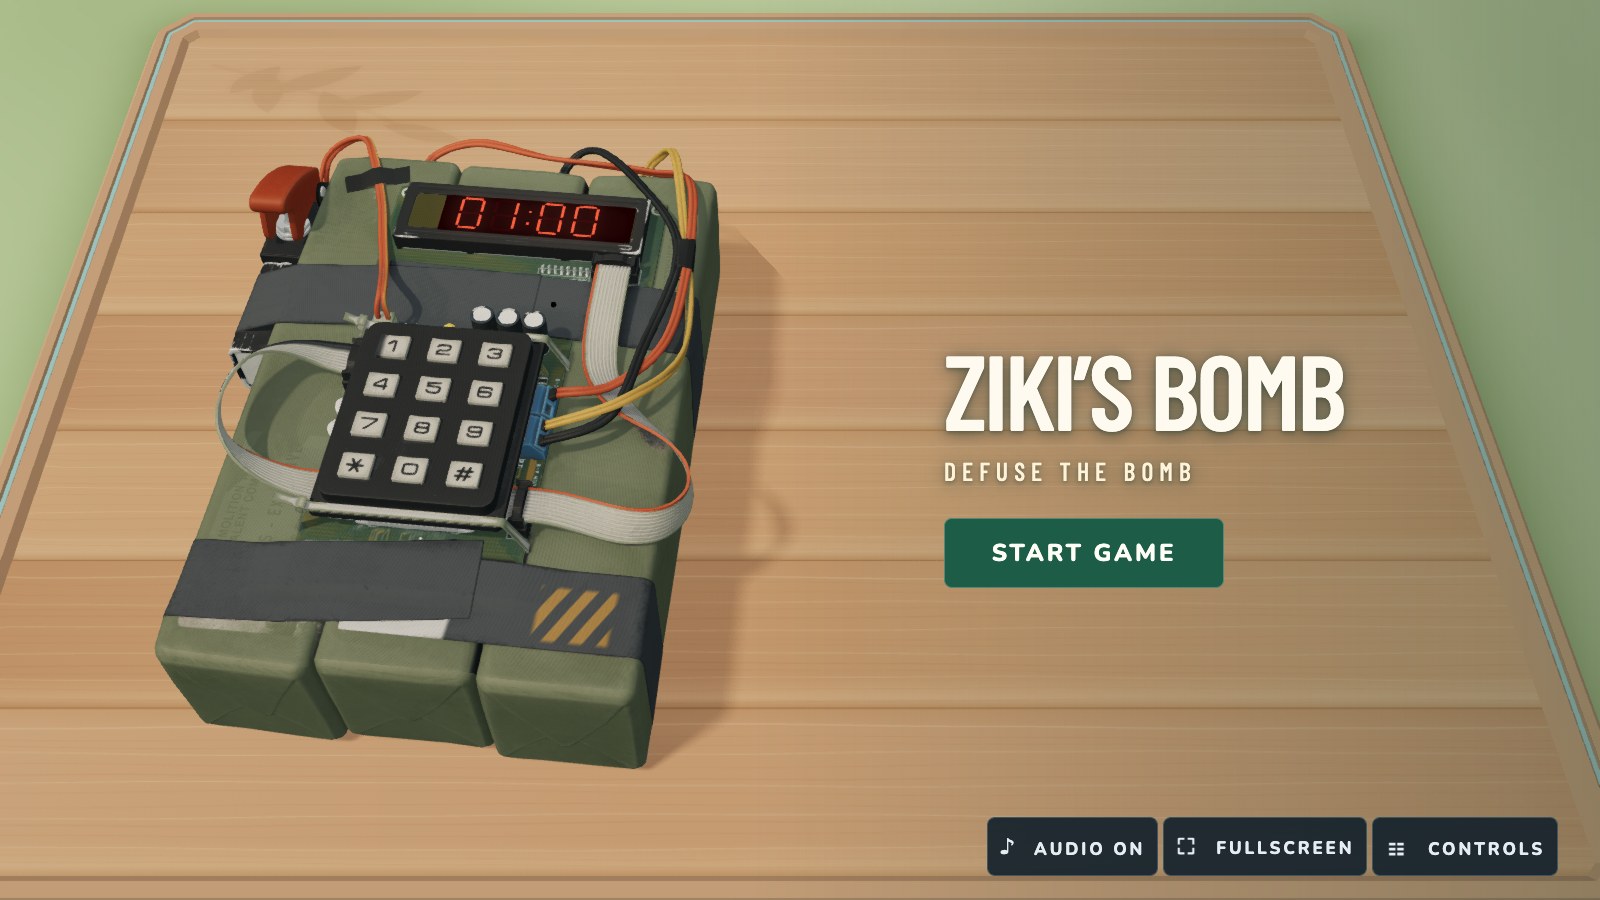 01:00
1 2 3
4 5 6
7 8 9
* 0 #
ZIKI'S BOMB
DEFUSE THE BOMB
START GAME
AUDIO ON
FULLSCREEN
CONTROLS